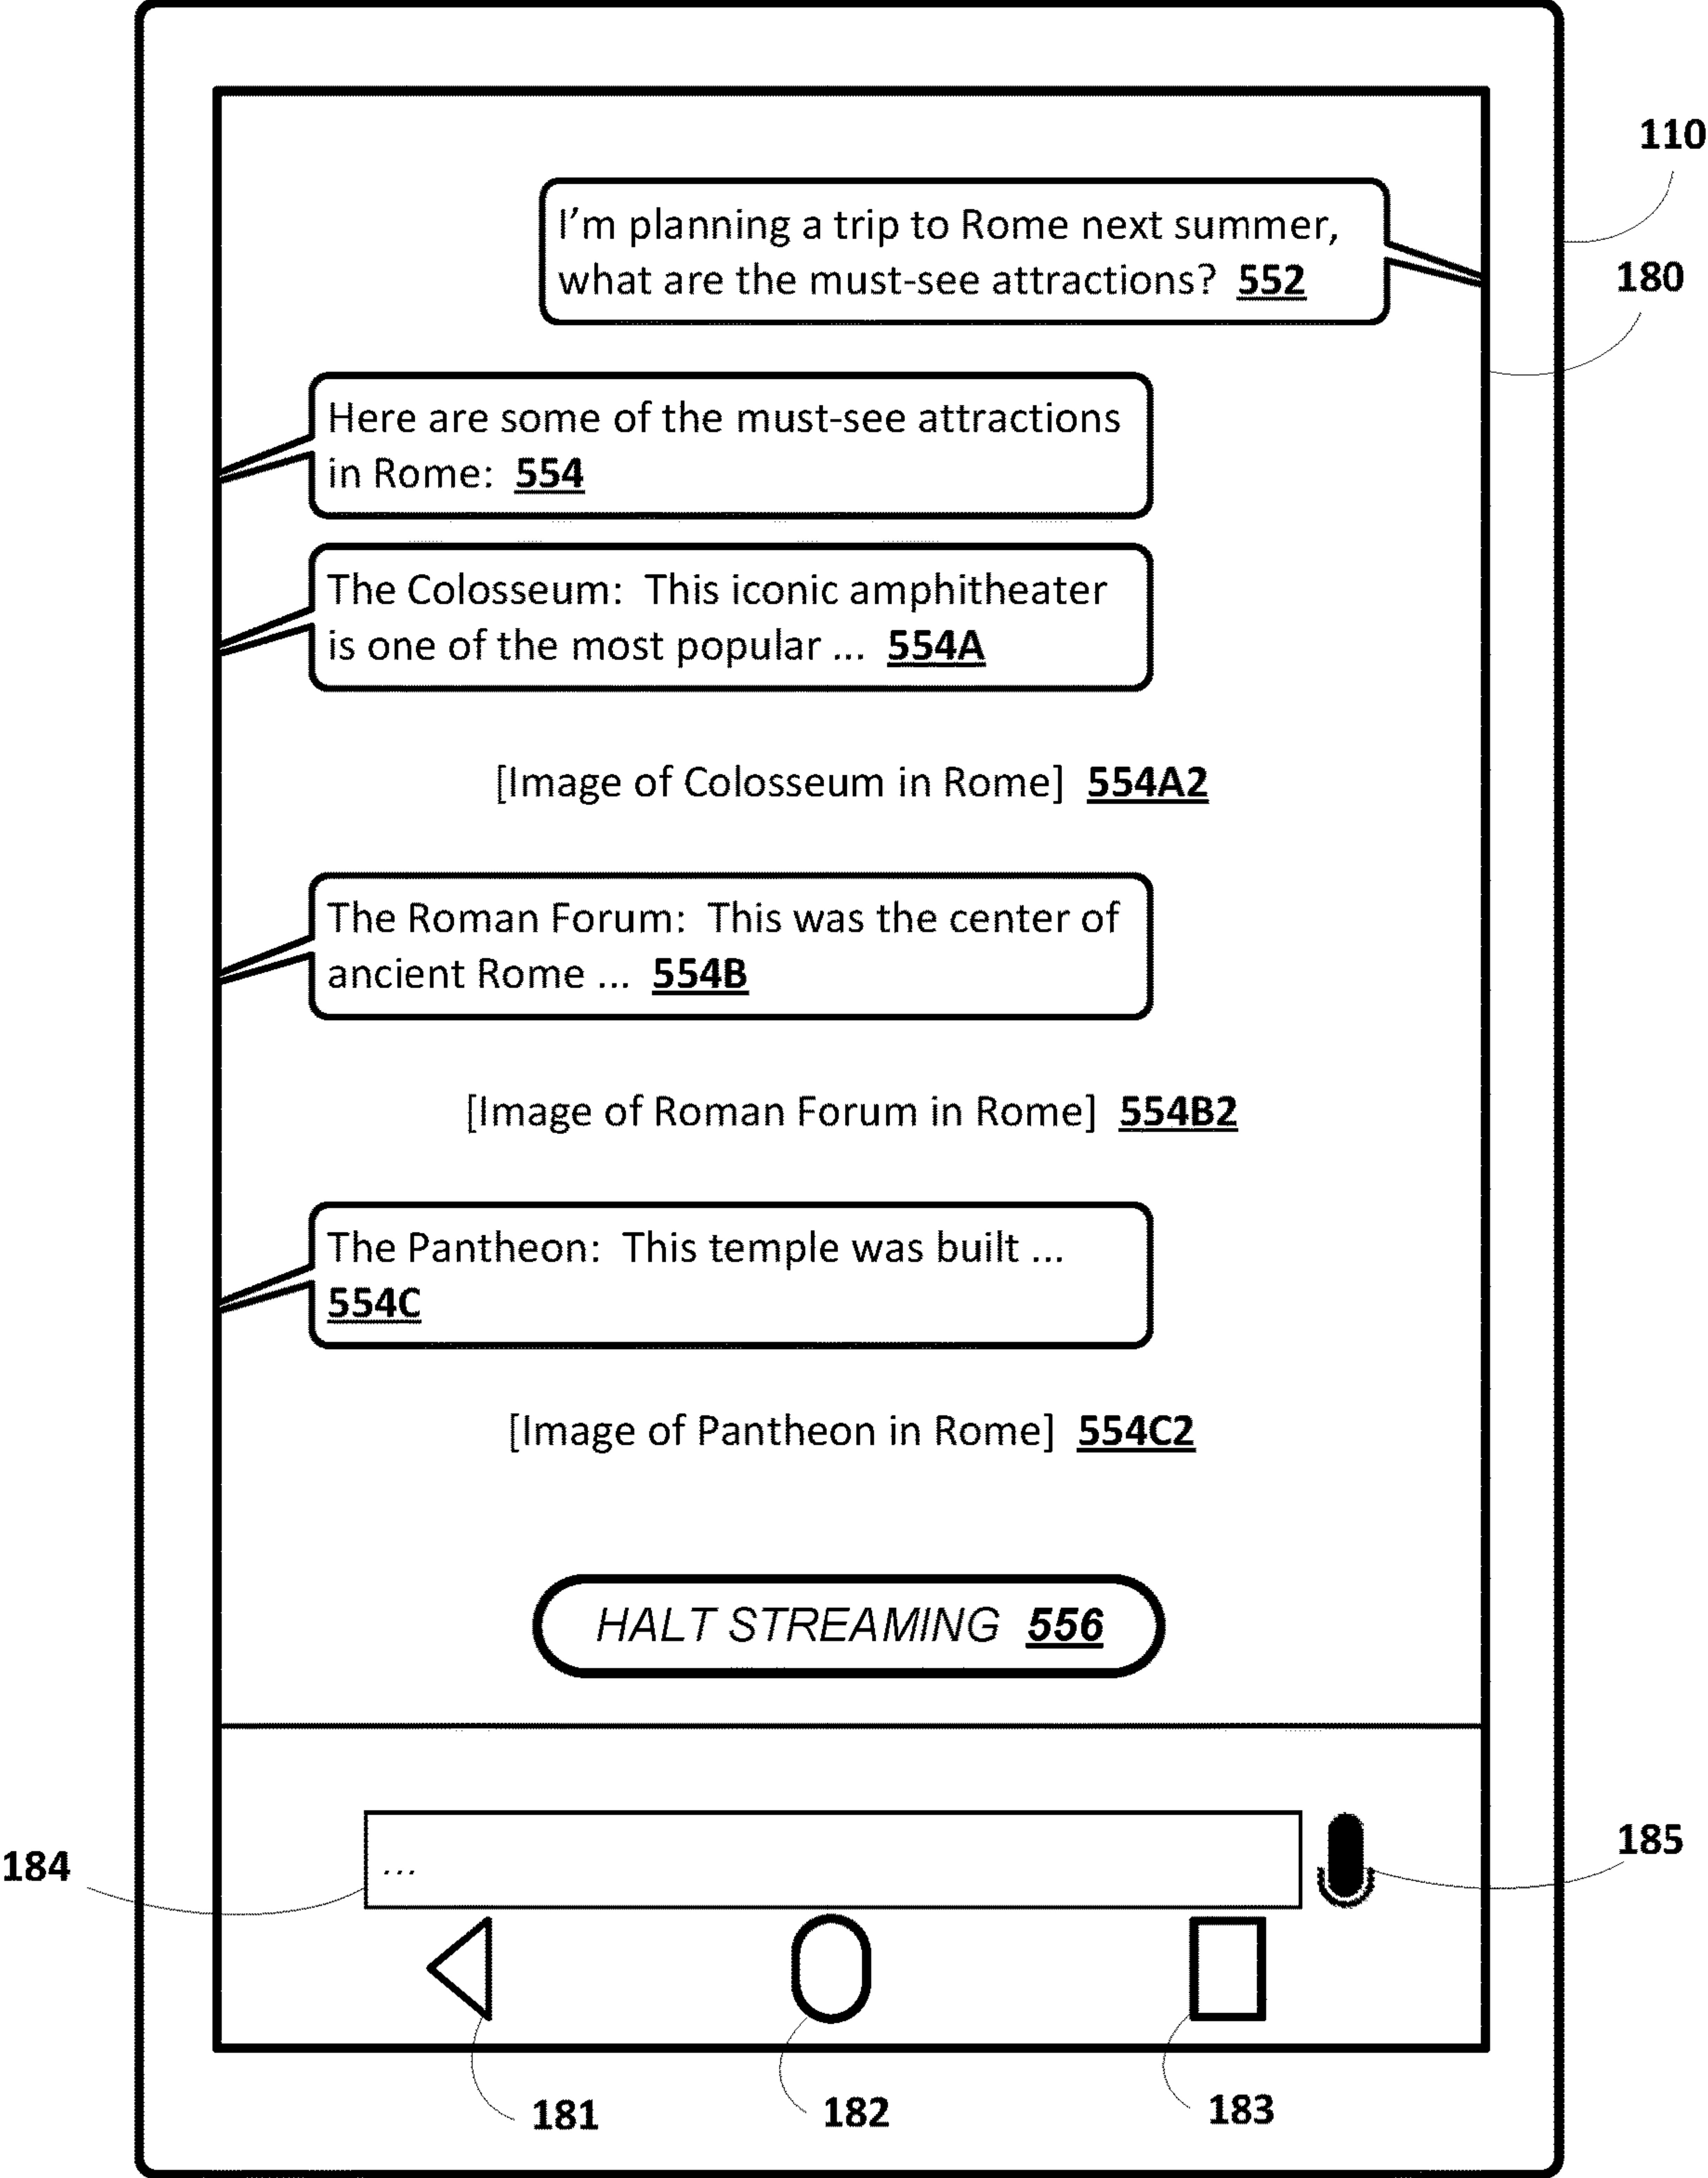 110
I’m planning a trip to Rome next summer,
what are the must-see attractions? 552
180
Here are some of the must-see attractions
in Rome: 554
The Colosseum: This iconic amphitheater
is one of the most popular ... 554A
[Image of Colosseum in Rome] 554A2
The Roman Forum: This was the center of
ancient Rome ... 554B
[Image of Roman Forum in Rome] 554B2
The Pantheon: This temple was built ...
554C
[Image of Pantheon in Rome] 554C2
HALT STREAMING 556
184
...
185
181
182
183